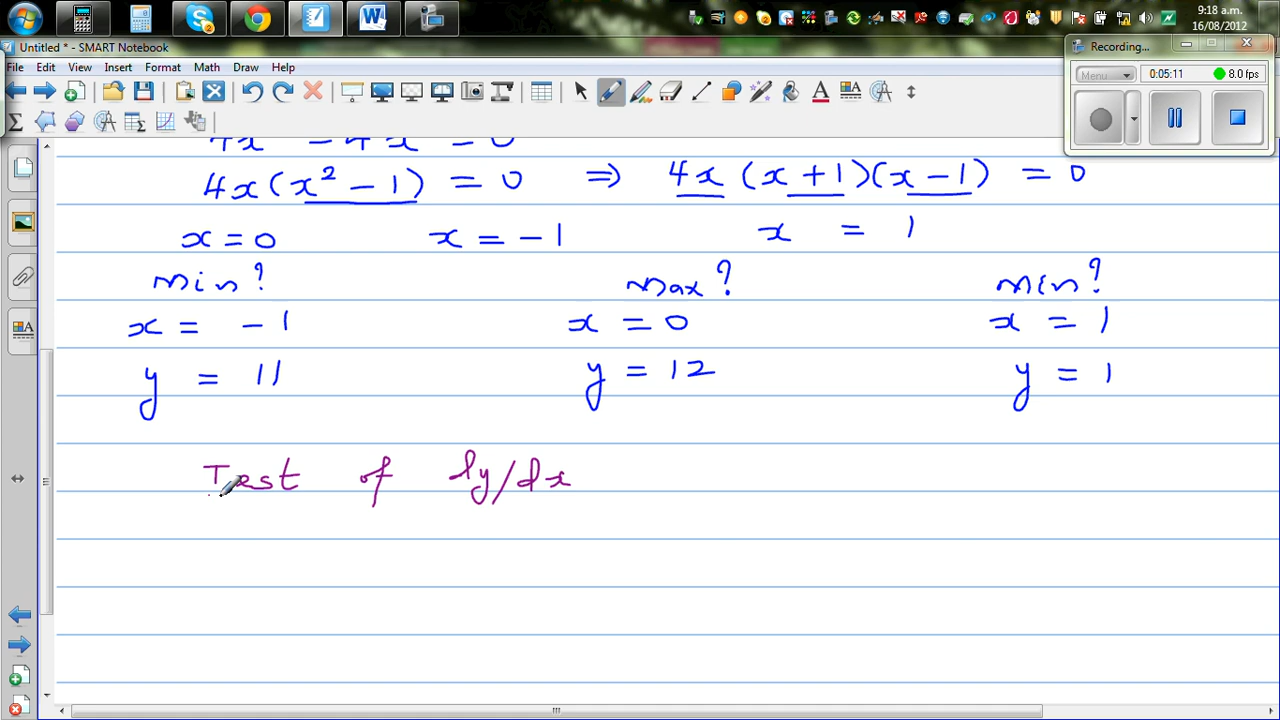 9:18 a.m.
16/08/2012
Untitled * - SMART Notebook
Recording...
File Edit View Insert Format Math Draw Help
Menu 0:05:11 8.0 fps
4x(x² - 1) = 0 ⇒ 4x (x + 1)(x - 1) = 0
x = 0 x = -1 x = 1
Min? Max? Min?
x = -1 x = 0 x = 1
y = 11 y = 12 y = 1
Test of dy/dx